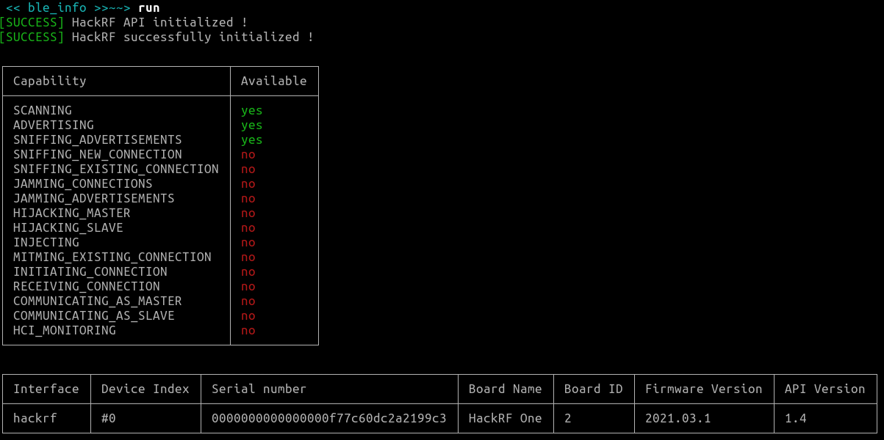 << ble_info >>~~> run
[SUCCESS] HackRF API initialized !
[SUCCESS] HackRF successfully initialized !
Capability Available
SCANNING yes
ADVERTISING yes
SNIFFING_ADVERTISEMENTS yes
SNIFFING_NEW_CONNECTION no
SNIFFING_EXISTING_CONNECTION no
JAMMING_CONNECTIONS no
JAMMING_ADVERTISEMENTS no
HIJACKING_MASTER no
HIJACKING_SLAVE no
INJECTING no
MITMING_EXISTING_CONNECTION no
INITIATING_CONNECTION no
RECEIVING_CONNECTION no
COMMUNICATING_AS_MASTER no
COMMUNICATING_AS_SLAVE no
HCI_MONITORING no
Interface Device Index Serial number Board Name Board ID Firmware Version API Version
hackrf #0 0000000000000000f77c60dc2a2199c3 HackRF One 2 2021.03.1 1.4